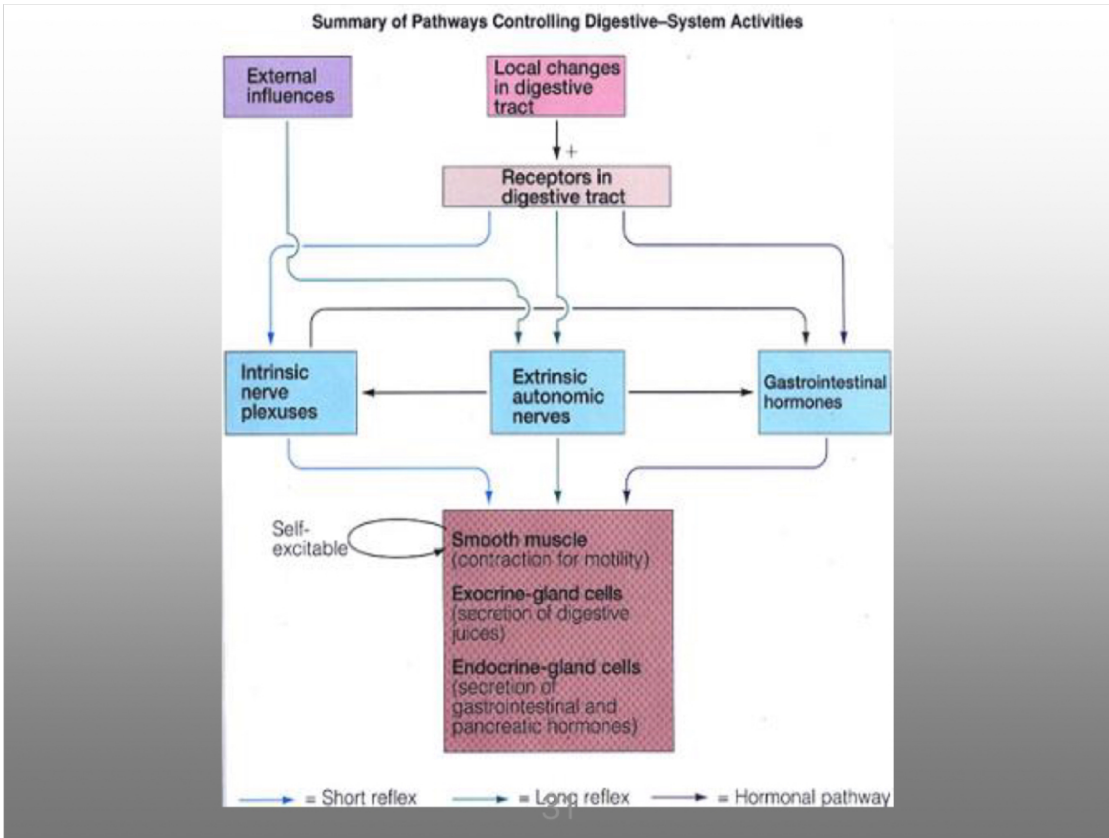 Summary of Pathways Controlling Digestive–System Activities
External
influences
Local changes
in digestive
tract
+
Receptors in
digestive tract
Intrinsic
nerve
plexuses
Extrinsic
autonomic
nerves
Gastrointestinal
hormones
Self-
excitable
Smooth muscle
(contraction for motility)
Exocrine-gland cells
(secretion of digestive
juices)
Endocrine-gland cells
(secretion of
gastrointestinal and
pancreatic hormones)
= Short reflex
= Long reflex
= Hormonal pathway
31